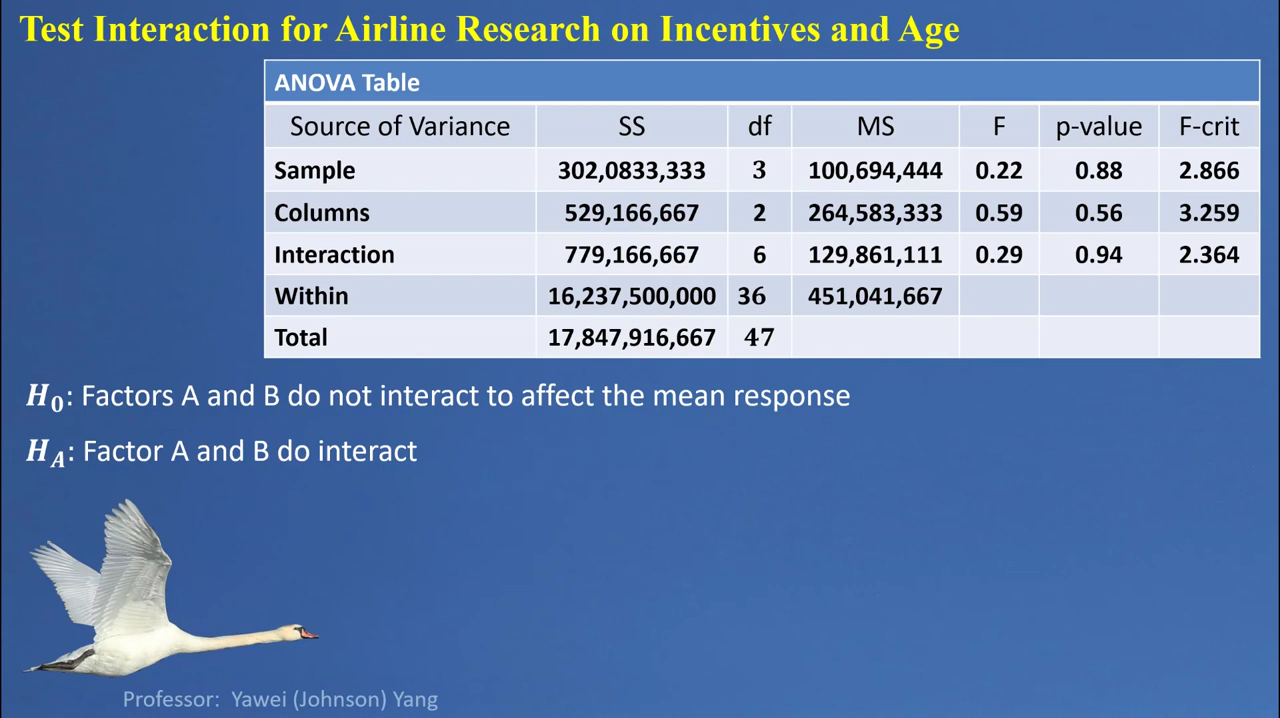 Test Interaction for Airline Research on Incentives and Age
ANOVA Table
Source of Variance SS df MS F p-value F-crit
Sample 302,0833,333 3 100,694,444 0.22 0.88 2.866
Columns 529,166,667 2 264,583,333 0.59 0.56 3.259
Interaction 779,166,667 6 129,861,111 0.29 0.94 2.364
Within 16,237,500,000 36 451,041,667
Total 17,847,916,667 47
H₀: Factors A and B do not interact to affect the mean response
H_A: Factor A and B do interact
Professor: Yawei (Johnson) Yang